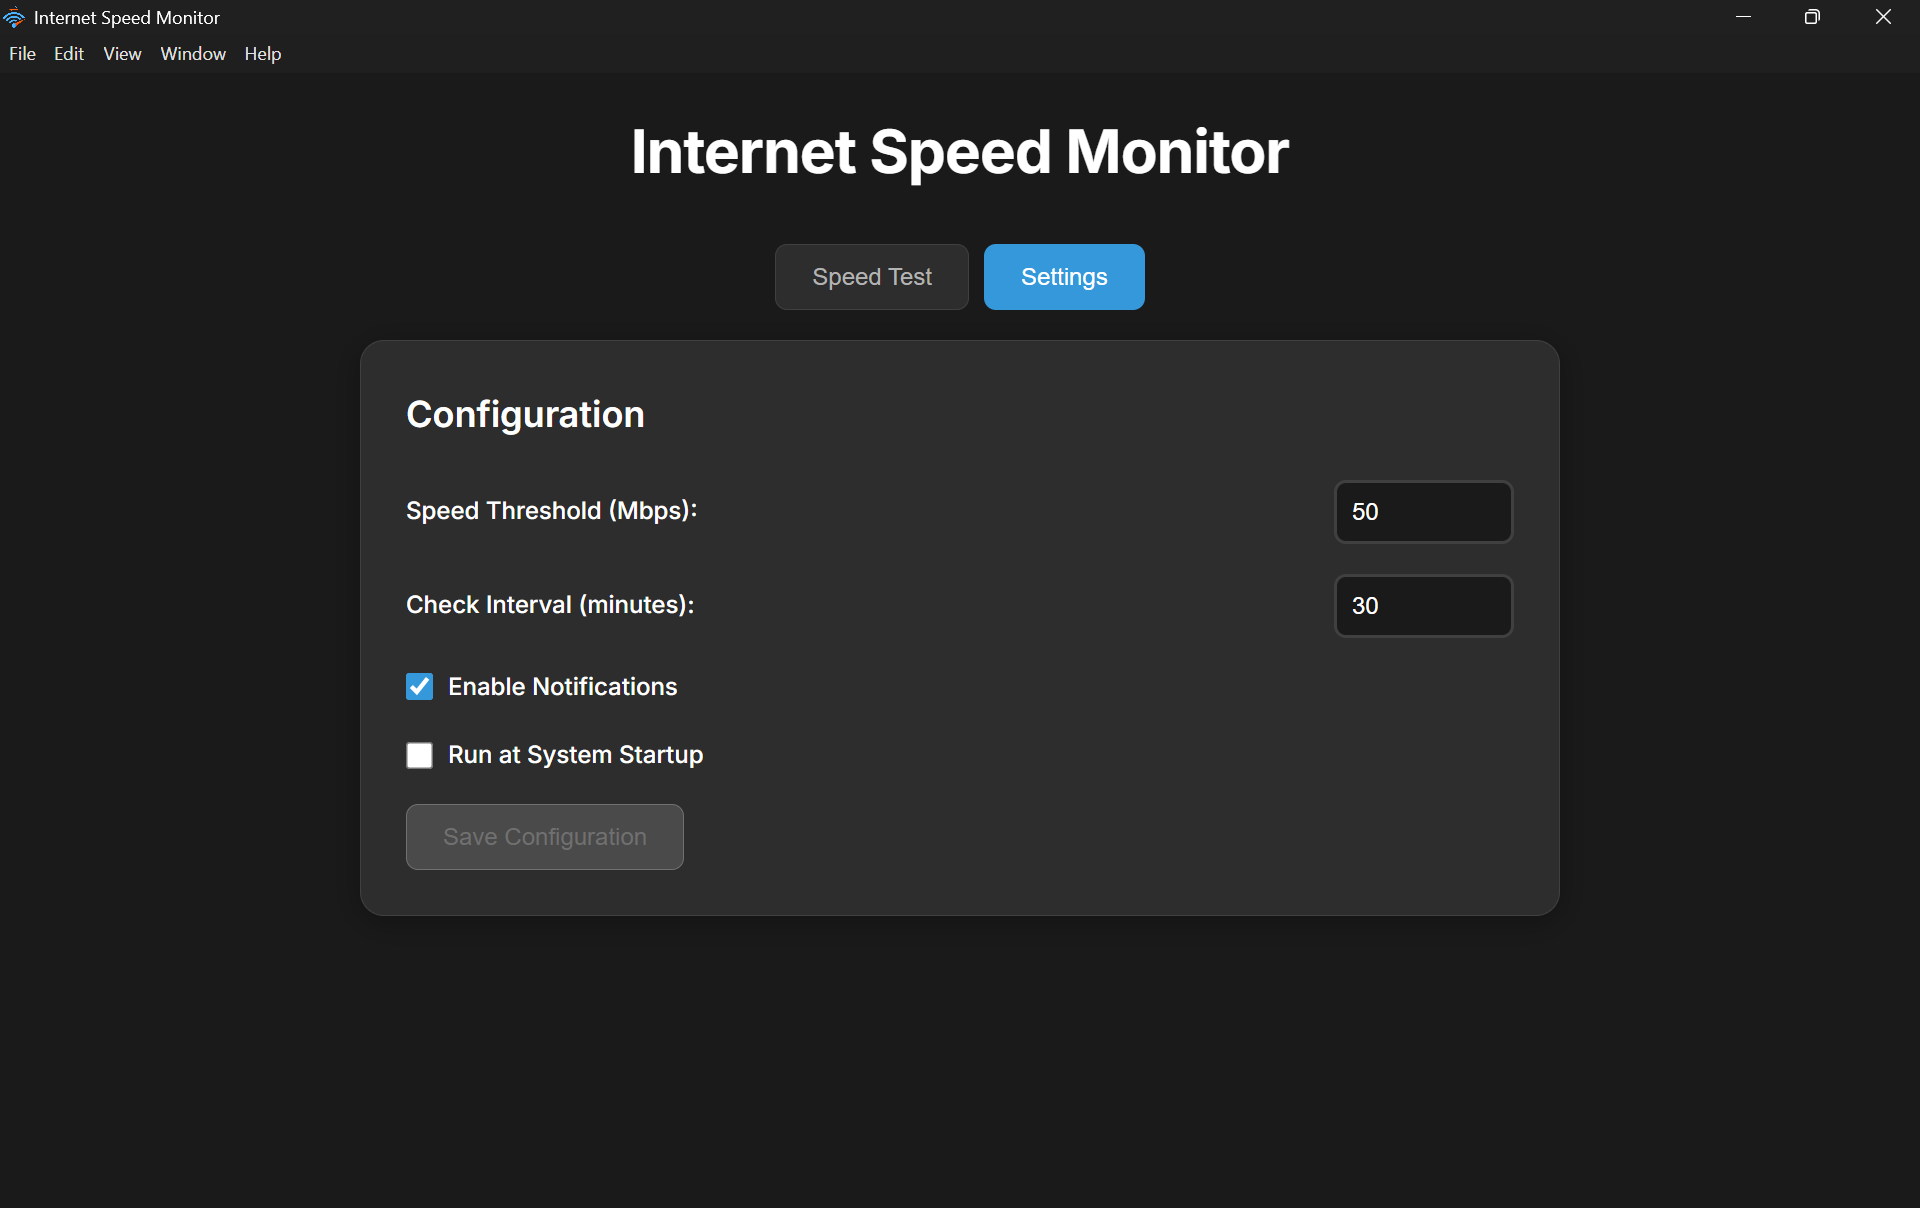 Internet Speed Monitor
File Edit View Window Help
Internet Speed Monitor
Speed Test Settings
Configuration
Speed Threshold (Mbps): 50
Check Interval (minutes): 30
Enable Notifications
Run at System Startup
Save Configuration